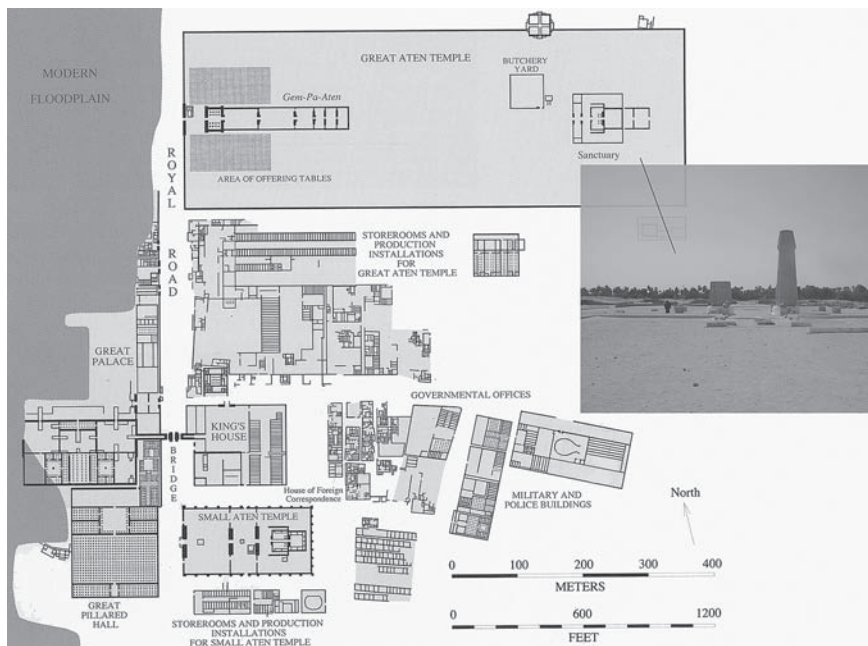 MODERN
FLOODPLAIN
GREAT ATEN TEMPLE
BUTCHERY
YARD
Gem-Pa-Aten
Sanctuary
AREA OF OFFERING TABLES
ROYAL
ROAD
STOREROOMS AND
PRODUCTION
INSTALLATIONS
FOR
GREAT ATEN TEMPLE
GREAT
PALACE
GOVERNMENTAL OFFICES
KING'S
HOUSE
BRIDGE
House of Foreign
Correspondence
MILITARY AND
POLICE BUILDINGS
North
SMALL ATEN TEMPLE
0 100 200 300 400
METERS
GREAT
PILLARED
HALL
STOREROOMS AND PRODUCTION
INSTALLATIONS
FOR SMALL ATEN TEMPLE
0 600 1200
FEET